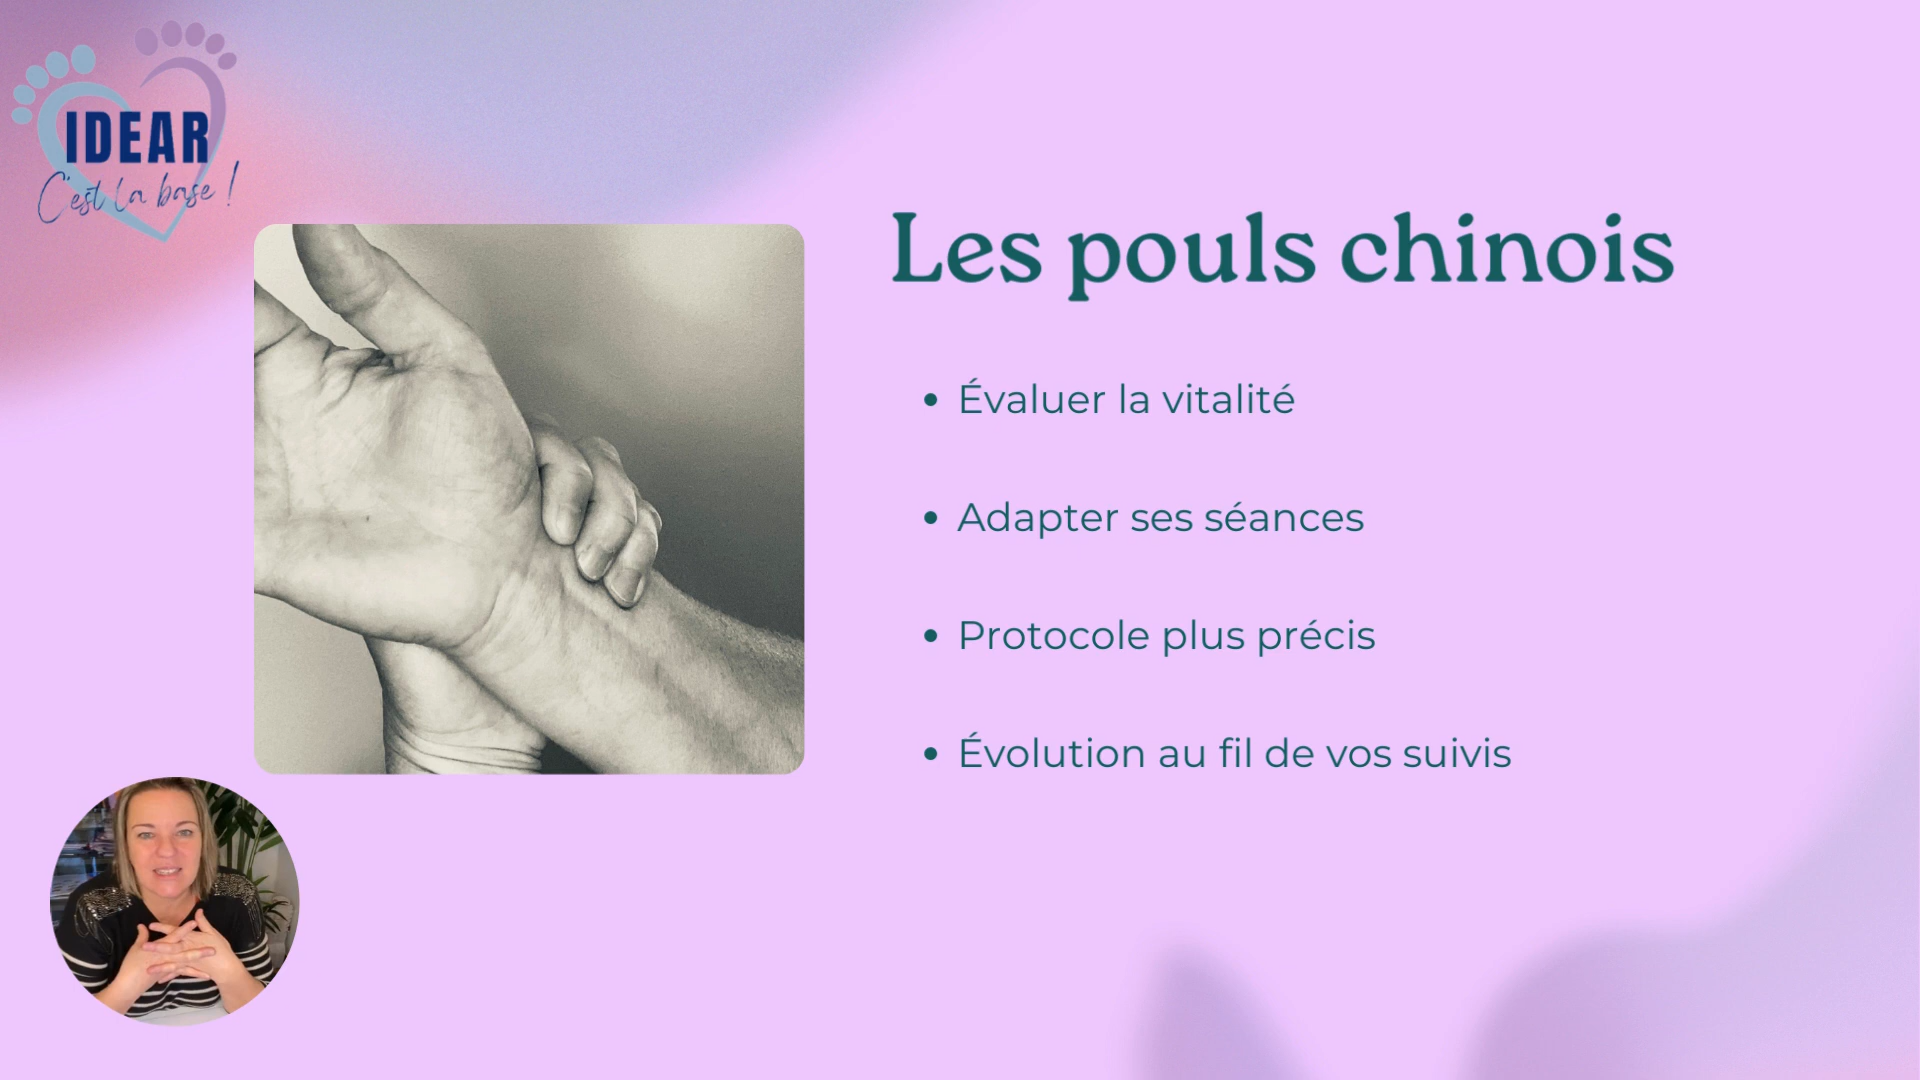 IDEAR
C'est la base !
Les pouls chinois
• Évaluer la vitalité
• Adapter ses séances
• Protocole plus précis
• Évolution au fil de vos suivis